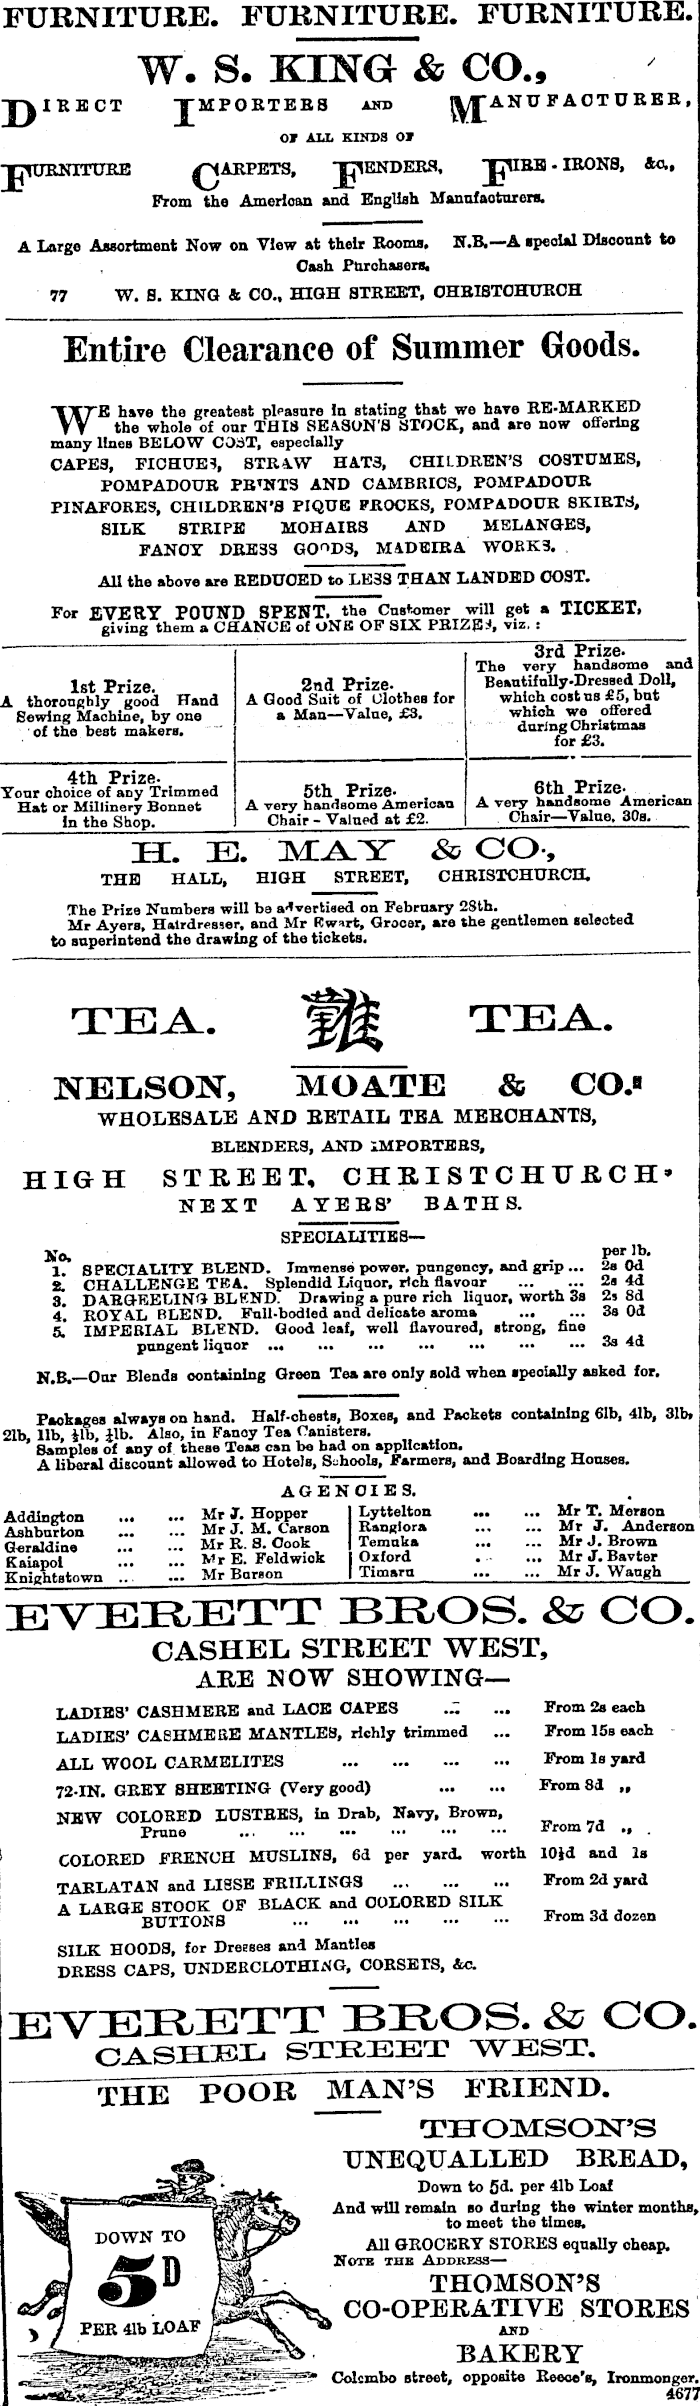 FURNITURE. FURNITURE. FURNITURE.
W. S. KING & CO.,
DIRECT IMPORTERS AND MANUFACTURER,
OF ALL KINDS OF
FURNITURE CARPETS, FENDERS, FIRE-IRONS, &c.,
From the American and English Manufacturers.
A Large Assortment Now on View at their Rooms. N.B.—A special Discount to
Cash Purchasers.
77 W. S. KING & CO., HIGH STREET, CHRISTCHURCH
Entire Clearance of Summer Goods.
WE have the greatest pleasure in stating that we have RE-MARKED
the whole of our THIS SEASON'S STOCK, and are now offering
many lines BELOW COST, especially
CAPES, FICHUES, STRAW HATS, CHILDREN'S COSTUMES,
POMPADOUR PRINTS AND CAMBRICS, POMPADOUR
PINAFORES, CHILDREN'S PIQUE FROCKS, POMPADOUR SKIRTS,
SILK STRIPE MOHAIRS AND MELANGES,
FANCY DRESS GOODS, MADEIRA WORKS.
All the above are REDUCED to LESS THAN LANDED COST.
For EVERY POUND SPENT, the Customer will get a TICKET,
giving them a CHANCE of ONE OF SIX PRIZES, viz. :
1st Prize.
A thoroughly good Hand
Sewing Machine, by one
of the best makers.
2nd Prize.
A Good Suit of Clothes for
a Man—Value, £3.
3rd Prize.
The very handsome and
Beautifully-Dressed Doll,
which cost us £5, but
which we offered
during Christmas
for £3.
4th Prize.
Your choice of any Trimmed
Hat or Millinery Bonnet
in the Shop.
5th Prize.
A very handsome American
Chair - Valued at £2.
6th Prize.
A very handsome American
Chair—Value, 30s.
H. E. MAY & CO.,
THE HALL, HIGH STREET, CHRISTCHURCH.
The Prize Numbers will be advertised on February 28th.
Mr Ayers, Hairdresser, and Mr Ewart, Grocer, are the gentlemen selected
to superintend the drawing of the tickets.
TEA. 難 TEA.
NELSON, MOATE & CO.,
WHOLESALE AND RETAIL TEA MERCHANTS,
BLENDERS, AND IMPORTERS,
HIGH STREET, CHRISTCHURCH,
NEXT AYERS' BATHS.
SPECIALITIES—
No. per lb.
1. SPECIALITY BLEND. Immense power, pungency, and grip ... 2s 0d
2. CHALLENGE TEA. Splendid Liquor, rich flavour ... ... 2s 4d
3. DARGEELING BLEND. Drawing a pure rich liquor, worth 3s 2s 8d
4. ROYAL BLEND. Full-bodied and delicate aroma ... ... 3s 0d
5. IMPERIAL BLEND. Good leaf, well flavoured, strong, fine
pungent liquor ... ... ... ... ... ... ... 3s 4d
N.B.—Our Blends containing Green Tea are only sold when specially asked for.
Packages always on hand. Half-chests, Boxes, and Packets containing 6lb, 4lb, 3lb,
2lb, 1lb, ½lb, ¼lb. Also, in Fancy Tea Canisters.
Samples of any of these Teas can be had on application.
A liberal discount allowed to Hotels, Schools, Farmers, and Boarding Houses.
AGENCIES.
Addington ... ... Mr J. Hopper
Ashburton ... ... Mr J. M. Carson
Geraldine ... ... Mr R. S. Cook
Kaiapoi ... ... Mr E. Feldwick
Knightstown ... ... Mr Burson
Lyttelton ... ... Mr T. Merson
Rangiora ... ... Mr J. Anderson
Temuka ... ... Mr J. Brown
Oxford ... ... Mr J. Baxter
Timaru ... ... Mr J. Waugh
EVERETT BROS. & CO.
CASHEL STREET WEST,
ARE NOW SHOWING—
LADIES' CASHMERE and LACE CAPES ... ... From 2s each
LADIES' CASHMERE MANTLES, richly trimmed ... From 15s each
ALL WOOL CARMELITES ... ... ... ... From 1s yard
72-IN. GREY SHEETING (Very good) ... ... From 8d ,,
NEW COLORED LUSTRES, in Drab, Navy, Brown,
Prune ... ... ... ... ... ... From 7d ,,
COLORED FRENCH MUSLINS, 6d per yard. worth 10½d and 1s
TARLATAN and LISSE FRILLINGS ... ... ... From 2d yard
A LARGE STOCK OF BLACK and COLORED SILK
BUTTONS ... ... ... ... ... From 3d dozen
SILK HOODS, for Dresses and Mantles
DRESS CAPS, UNDERCLOTHING, CORSETS, &c.
EVERETT BROS. & CO.
CASHEL STREET WEST.
THE POOR MAN'S FRIEND.
DOWN TO
5D
PER 4lb LOAF
THOMSON'S
UNEQUALLED BREAD,
Down to 5d. per 4lb Loaf
And will remain so during the winter months,
to meet the times.
All GROCERY STORES equally cheap.
NOTE THE ADDRESS—
THOMSON'S
CO-OPERATIVE STORES
AND
BAKERY
Colombo street, opposite Reece's, Ironmonger.
4677